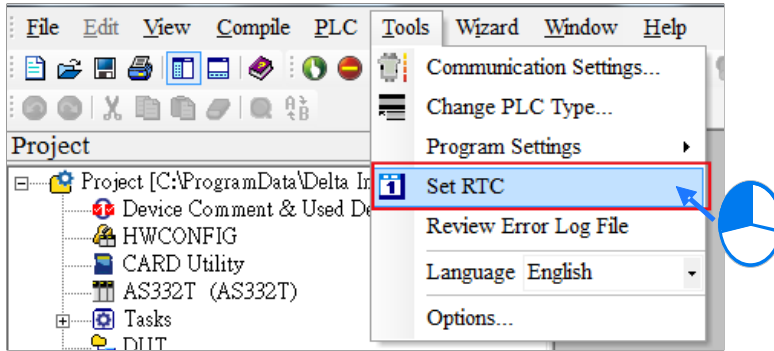 File Edit View Compile PLC Tools Wizard Window Help
Communication Settings...
Change PLC Type...
Project
Program Settings
Project [C:\ProgramData\Delta In
Set RTC
Device Comment & Used De
Review Error Log File
HWCONFIG
CARD Utility
Language English
AS332T (AS332T)
Tasks
Options...
DUT